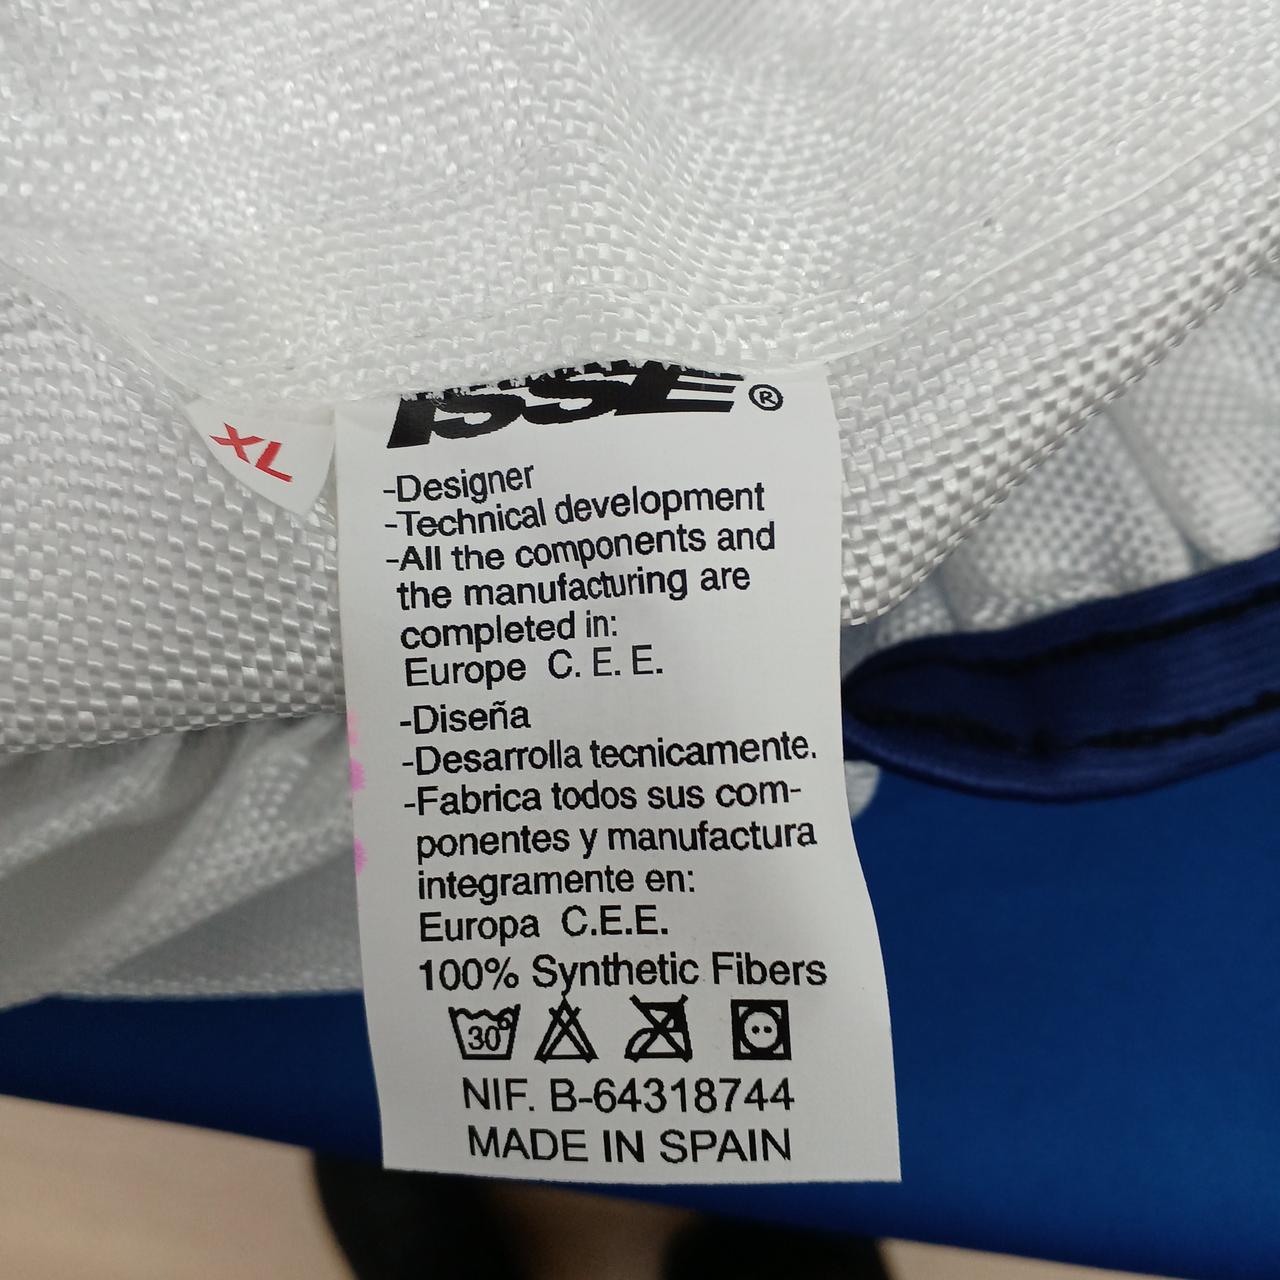 ISSE®
XL
-Designer
-Technical development
-All the components and
the manufacturing are
completed in:
Europe C. E. E.
-Diseña
-Desarrolla tecnicamente.
-Fabrica todos sus com-
ponentes y manufactura
integramente en:
Europa C.E.E.
100% Synthetic Fibers
30°
NIF. B-64318744
MADE IN SPAIN